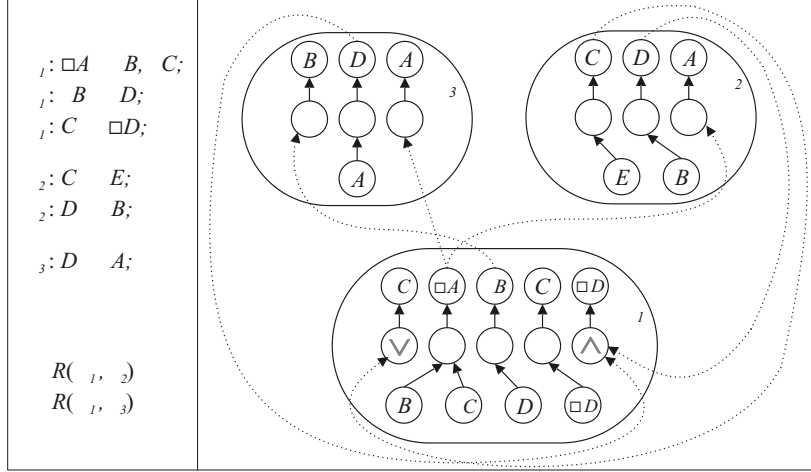 1: □A B, C;
1: B D;
1: C □D;
2: C E;
2: D B;
3: D A;
R( 1, 2)
R( 1, 3)
B D A
3
A
C D A
2
E B
C □A B C □D
1
∨ ∧
B C D □D